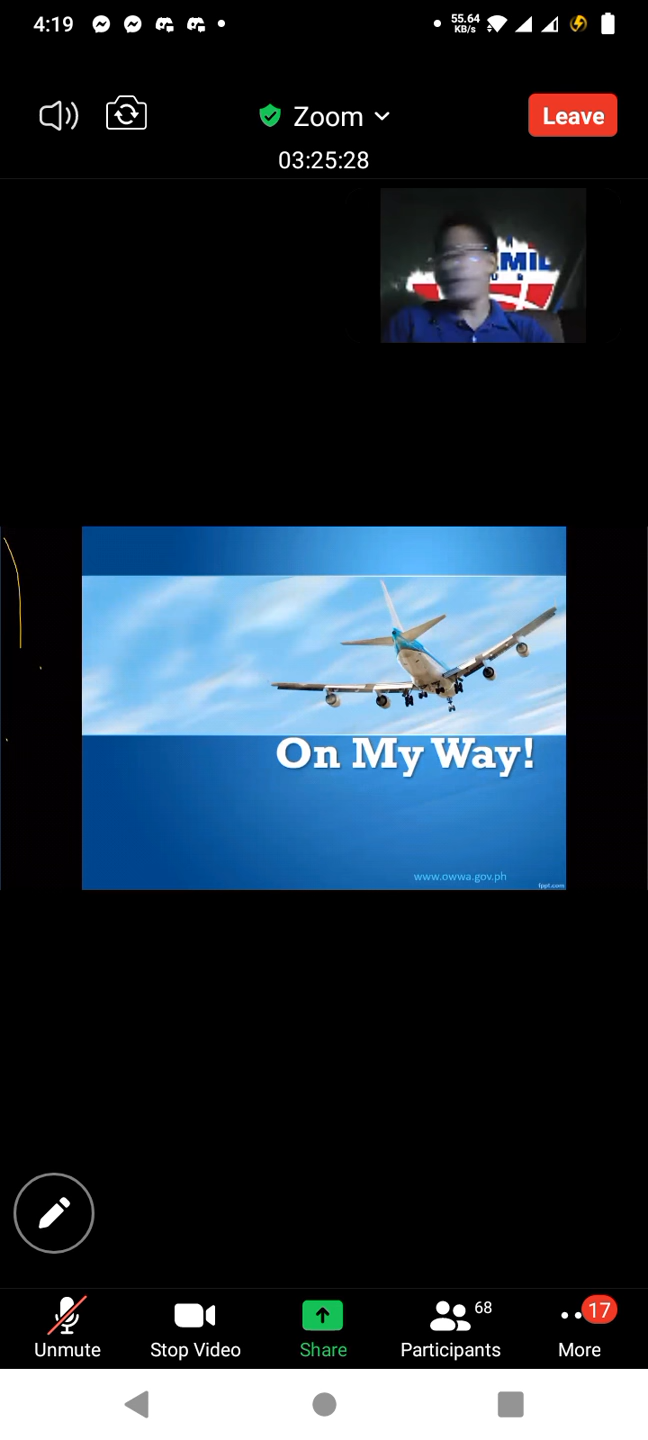 4:19
55.64
KB/s
Zoom
Leave
03:25:28
MIL
On My Way!
www.owwa.gov.ph
fppt.com
68
17
Unmute
Stop Video
Share
Participants
More